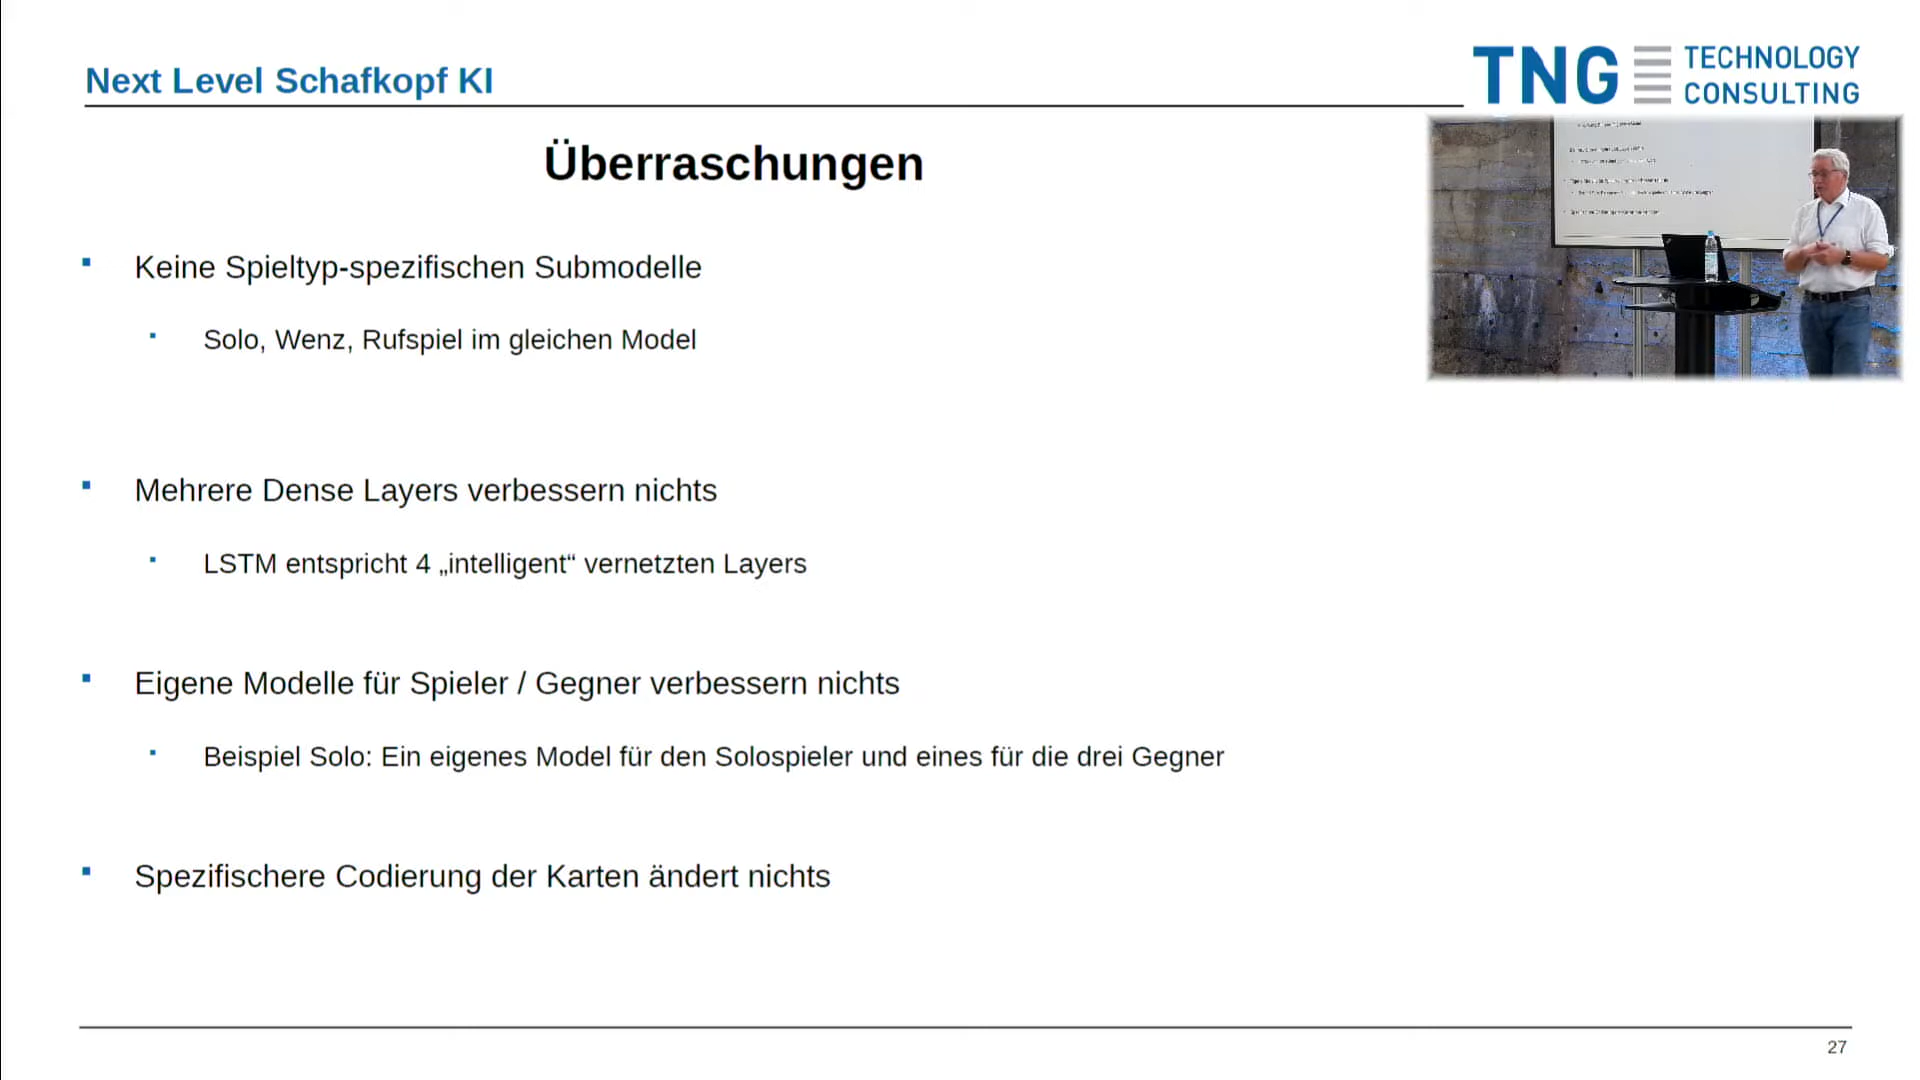 Next Level Schafkopf KI
TNG TECHNOLOGY CONSULTING
Überraschungen
Keine Spieltyp-spezifischen Submodelle
Solo, Wenz, Rufspiel im gleichen Model
Mehrere Dense Layers verbessern nichts
LSTM entspricht 4 „intelligent“ vernetzten Layers
Eigene Modelle für Spieler / Gegner verbessern nichts
Beispiel Solo: Ein eigenes Model für den Solospieler und eines für die drei Gegner
Spezifischere Codierung der Karten ändert nichts
27